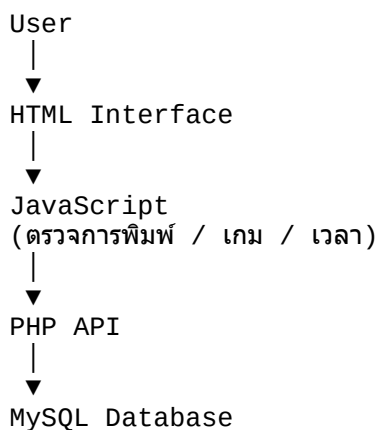 User
│
▼
HTML Interface
│
▼
JavaScript
(ตรวจการพิมพ์ / เกม / เวลา)
│
▼
PHP API
│
▼
MySQL Database